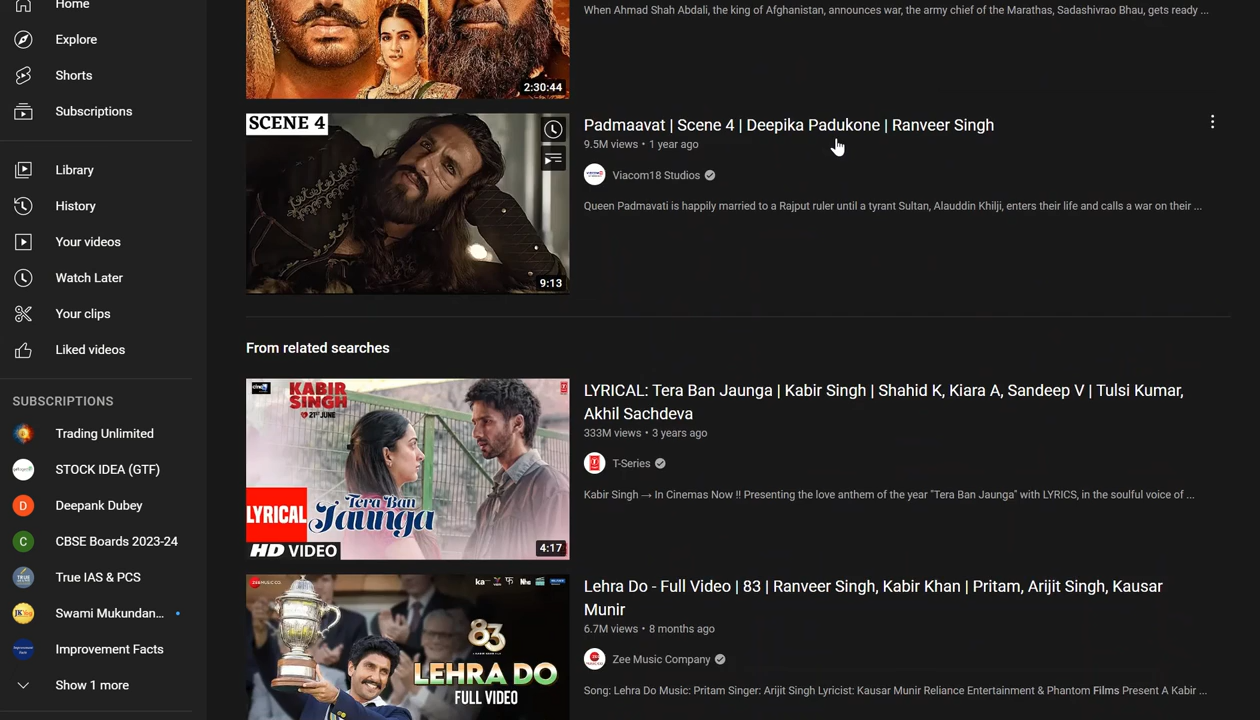 Home
Explore
Shorts
Subscriptions
Library
History
Your videos
Watch Later
Your clips
Liked videos
SUBSCRIPTIONS
Trading Unlimited
STOCK IDEA (GTF)
D
Deepank Dubey
C
CBSE Boards 2023-24
True IAS & PCS
Swami Mukundan...
Improvement Facts
Show 1 more
When Ahmad Shah Abdali, the king of Afghanistan, announces war, the army chief of the Marathas, Sadashivrao Bhau, gets ready ...
2:30:44
SCENE 4
9:13
Padmaavat | Scene 4 | Deepika Padukone | Ranveer Singh
9.5M views • 1 year ago
Viacom18 Studios
Queen Padmavati is happily married to a Rajput ruler until a tyrant Sultan, Alauddin Khilji, enters their life and calls a war on their ...
From related searches
KABIR
SINGH
21ST JUNE
LYRICAL
Tera Ban
Jaunga
HD VIDEO
4:17
LYRICAL: Tera Ban Jaunga | Kabir Singh | Shahid K, Kiara A, Sandeep V | Tulsi Kumar,
Akhil Sachdeva
333M views • 3 years ago
T-Series
Kabir Singh → In Cinemas Now !! Presenting the love anthem of the year "Tera Ban Jaunga" with LYRICS, in the soulful voice of ...
83
LEHRA DO
FULL VIDEO
Lehra Do - Full Video | 83 | Ranveer Singh, Kabir Khan | Pritam, Arijit Singh, Kausar
Munir
6.7M views • 8 months ago
Zee Music Company
Song: Lehra Do Music: Pritam Singer: Arijit Singh Lyricist: Kausar Munir Reliance Entertainment & Phantom Films Present A Kabir ...